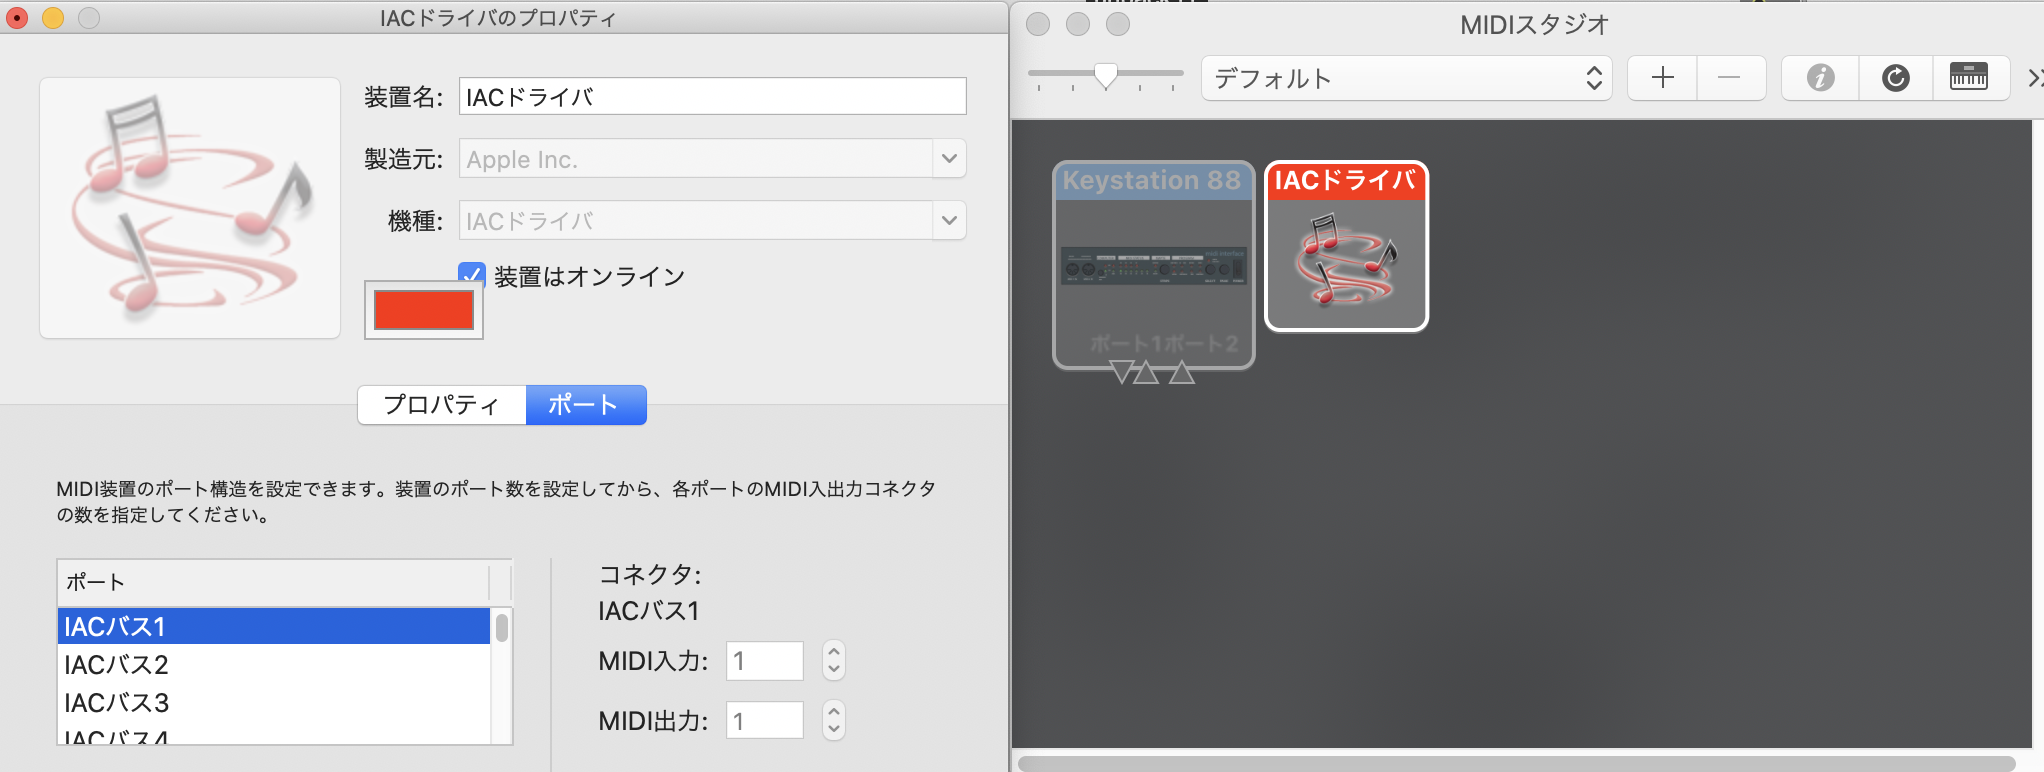 IACドライバのプロパティ
装置名: IACドライバ
製造元: Apple Inc.
機種: IACドライバ
装置はオンライン
プロパティ ポート
MIDI装置のポート構造を設定できます。装置のポート数を設定してから、各ポートのMIDI入出力コネクタ
の数を指定してください。
ポート
IACバス1
IACバス2
IACバス3
IACバス4
コネクタ:
IACバス1
MIDI入力: 1
MIDI出力: 1
MIDIスタジオ
デフォルト
Keystation 88
midi interface
ポート1ポート2
IACドライバ